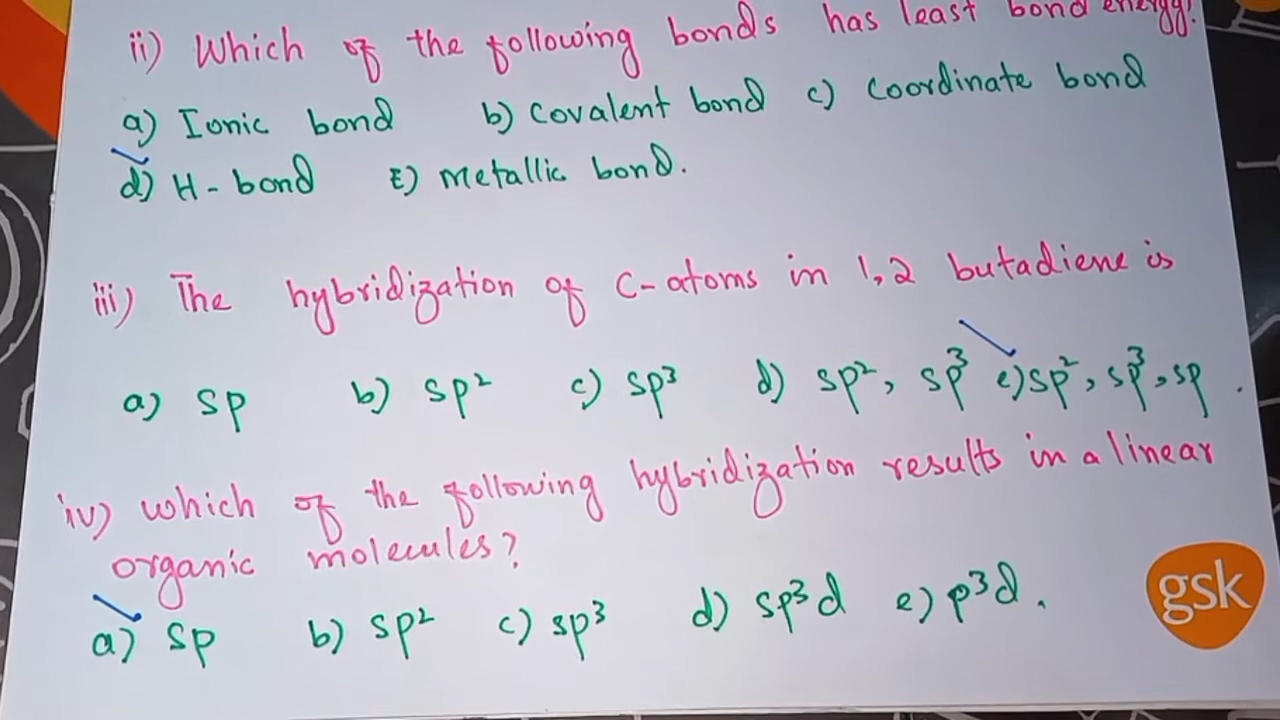 ii) Which of the following bonds has least bond energy?
a) Ionic bond b) Covalent bond c) Coordinate bond
d) H-bond E) Metallic bond.
iii) The hybridization of C-atoms in 1,2 butadiene is
a) sp b) sp² c) sp³ d) sp², sp³ e) sp², sp³, sp.
iv) which of the following hybridization results in a linear
organic molecules?
a) sp b) sp² c) sp³ d) sp³d e) p³d.
gsk